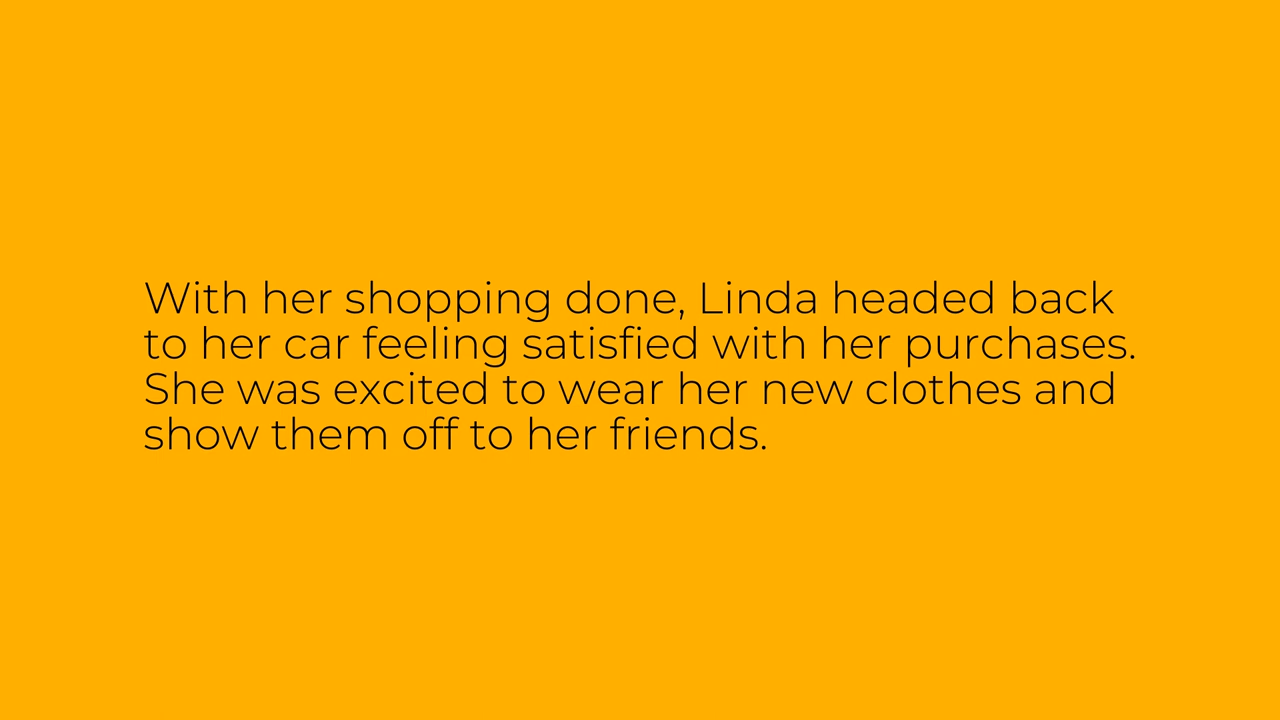 With her shopping done, Linda headed back
to her car feeling satisfied with her purchases.
She was excited to wear her new clothes and
show them off to her friends.